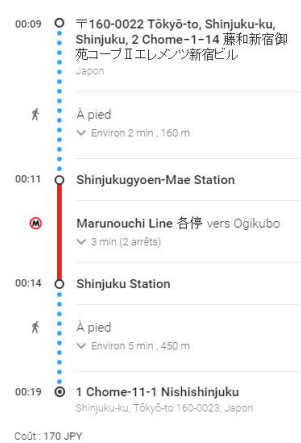 00:09 〒160-0022 Tōkyō-to, Shinjuku-ku,
Shinjuku, 2 Chome−1−14 藤和新宿御
苑コープⅡエレメンツ新宿ビル
Japon
À pied
Environ 2 min , 160 m
00:11 Shinjukugyoen-Mae Station
M Marunouchi Line 各停 vers Ogikubo
3 min (2 arrêts)
00:14 Shinjuku Station
À pied
Environ 5 min , 450 m
00:19 1 Chome-11-1 Nishishinjuku
Shinjuku-ku, Tōkyō-to 160-0023, Japon
Coût : 170 JPY